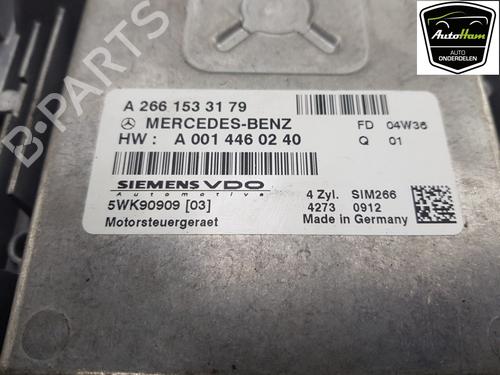 AutoHam
AUTO
ONDERDELEN
B-PARTS
A 266 153 31 79
MERCEDES-BENZ
FD 04W36
HW : A 001 446 02 40
Q 01
SIEMENS VDO
Automotive
4 Zyl. SIM266
5WK90909 [03]
4273 0912
Motorsteuergeraet
Made in Germany